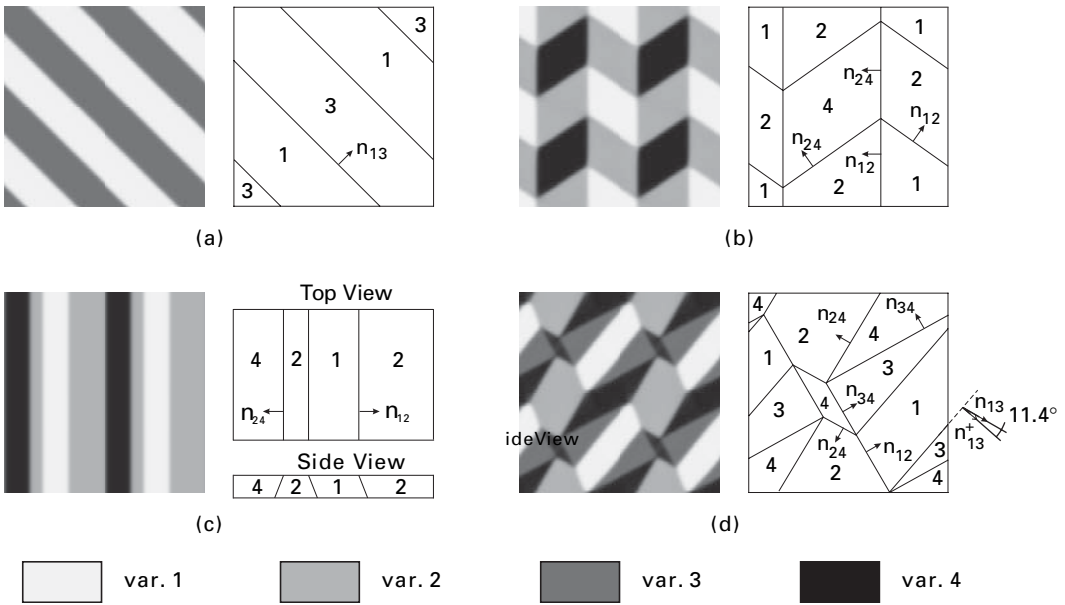 3
1
3
n13
1
3
(a)
1 2 1
n24
2
4
n12
2
n24
n12
1 2 1
(b)
Top View
4 2 1 2
n24 n12
Side View
4 2 1 2
(c)
4
n34
n24
2 4
1 3
n34
4 1
3
n13
11.4°
n13+
n24 n12
3
4 2 4
ideView
(d)
var. 1 var. 2 var. 3 var. 4